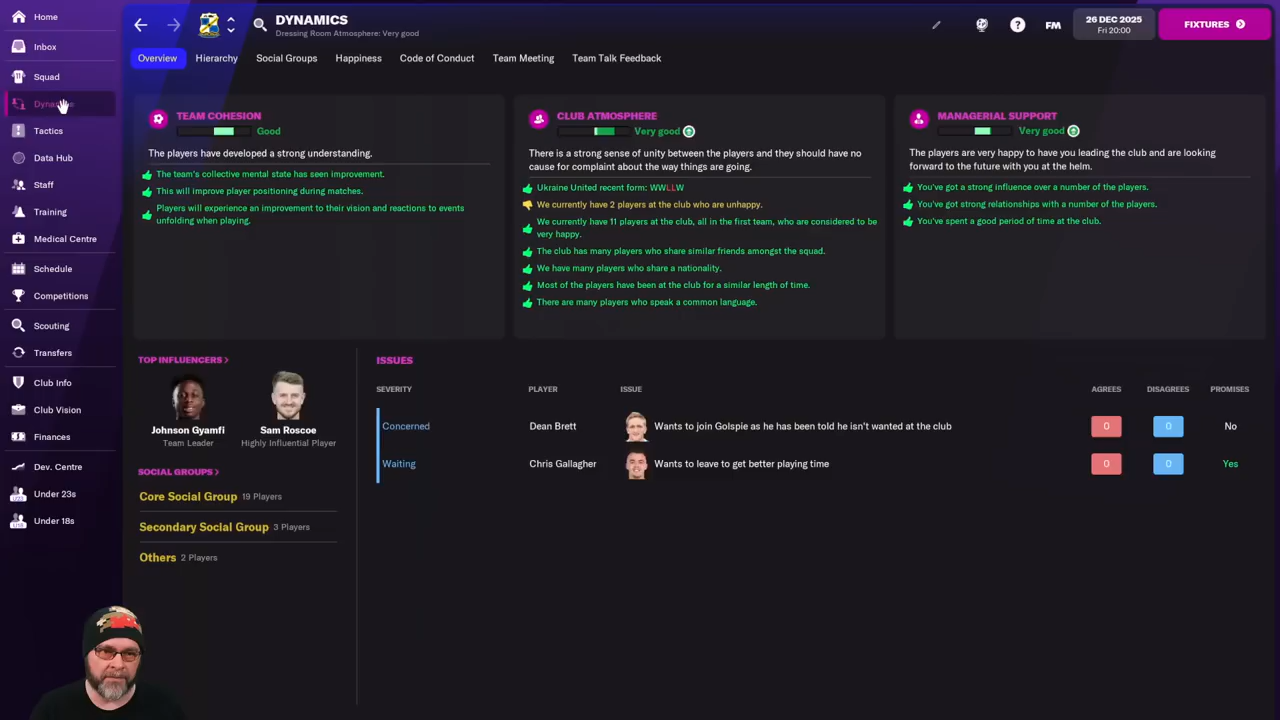 Home
Inbox
Squad
Dynamics
Tactics
Data Hub
Staff
Training
Medical Centre
Schedule
Competitions
Scouting
Transfers
Club Info
Club Vision
Finances
Dev. Centre
Under 23s
Under 18s
DYNAMICS
Dressing Room Atmosphere: Very good
FM
26 DEC 2025
Fri 20:00
FIXTURES
Overview
Hierarchy
Social Groups
Happiness
Code of Conduct
Team Meeting
Team Talk Feedback
TEAM COHESION
Good
The players have developed a strong understanding.
The team's collective mental state has seen improvement.
This will improve player positioning during matches.
Players will experience an improvement to their vision and reactions to events
unfolding when playing.
CLUB ATMOSPHERE
Very good
There is a strong sense of unity between the players and they should have no
cause for complaint about the way things are going.
Ukraine United recent form: WWLLW
We currently have 2 players at the club who are unhappy.
We currently have 11 players at the club, all in the first team, who are considered to be
very happy.
The club has many players who share similar friends amongst the squad.
We have many players who share a nationality.
Most of the players have been at the club for a similar length of time.
There are many players who speak a common language.
MANAGERIAL SUPPORT
Very good
The players are very happy to have you leading the club and are looking
forward to the future with you at the helm.
You've got a strong influence over a number of the players.
You've got strong relationships with a number of the players.
You've spent a good period of time at the club.
TOP INFLUENCERS >
Johnson Gyamfi
Team Leader
Sam Roscoe
Highly Influential Player
SOCIAL GROUPS >
Core Social Group 19 Players
Secondary Social Group 3 Players
Others 2 Players
ISSUES
SEVERITY PLAYER ISSUE AGREES DISAGREES PROMISES
Concerned Dean Brett Wants to join Golspie as he has been told he isn't wanted at the club 0 0 No
Waiting Chris Gallagher Wants to leave to get better playing time 0 0 Yes